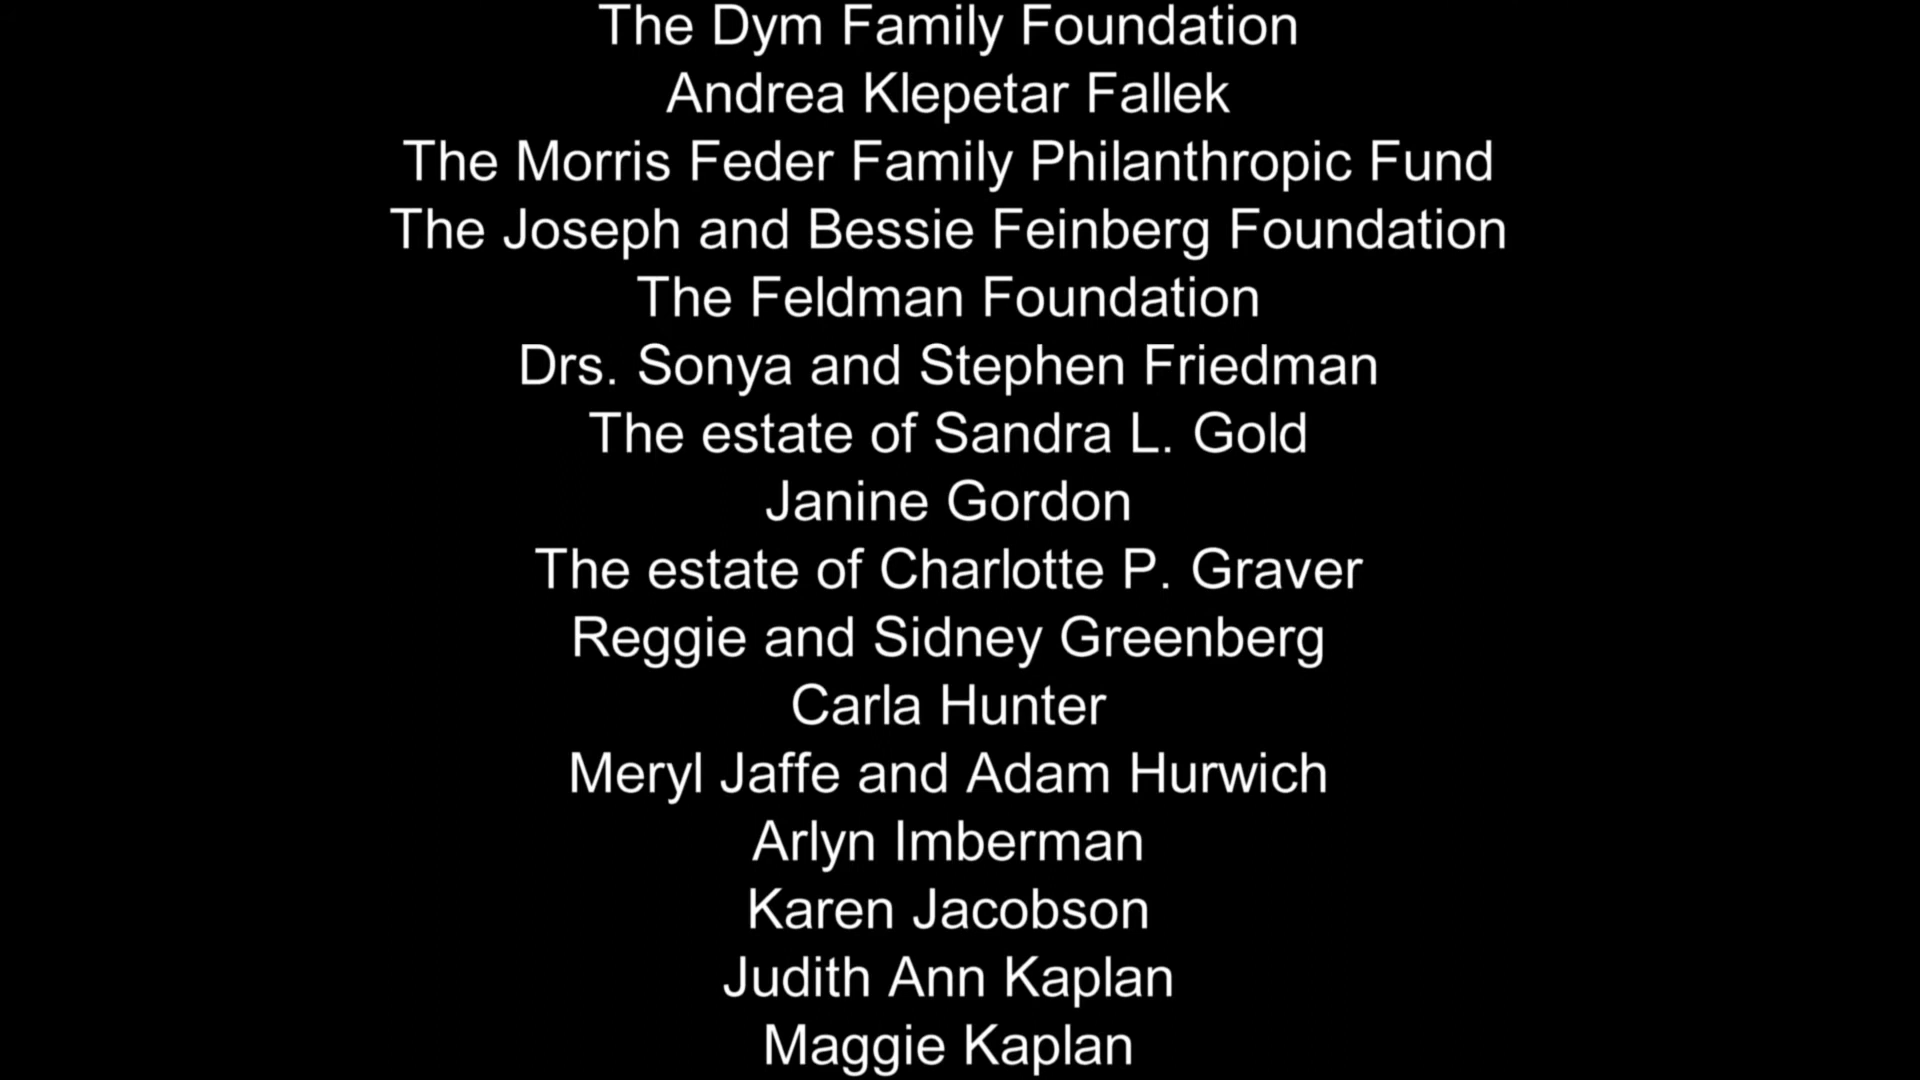 The Dym Family Foundation
Andrea Klepetar Fallek
The Morris Feder Family Philanthropic Fund
The Joseph and Bessie Feinberg Foundation
The Feldman Foundation
Drs. Sonya and Stephen Friedman
The estate of Sandra L. Gold
Janine Gordon
The estate of Charlotte P. Graver
Reggie and Sidney Greenberg
Carla Hunter
Meryl Jaffe and Adam Hurwich
Arlyn Imberman
Karen Jacobson
Judith Ann Kaplan
Maggie Kaplan